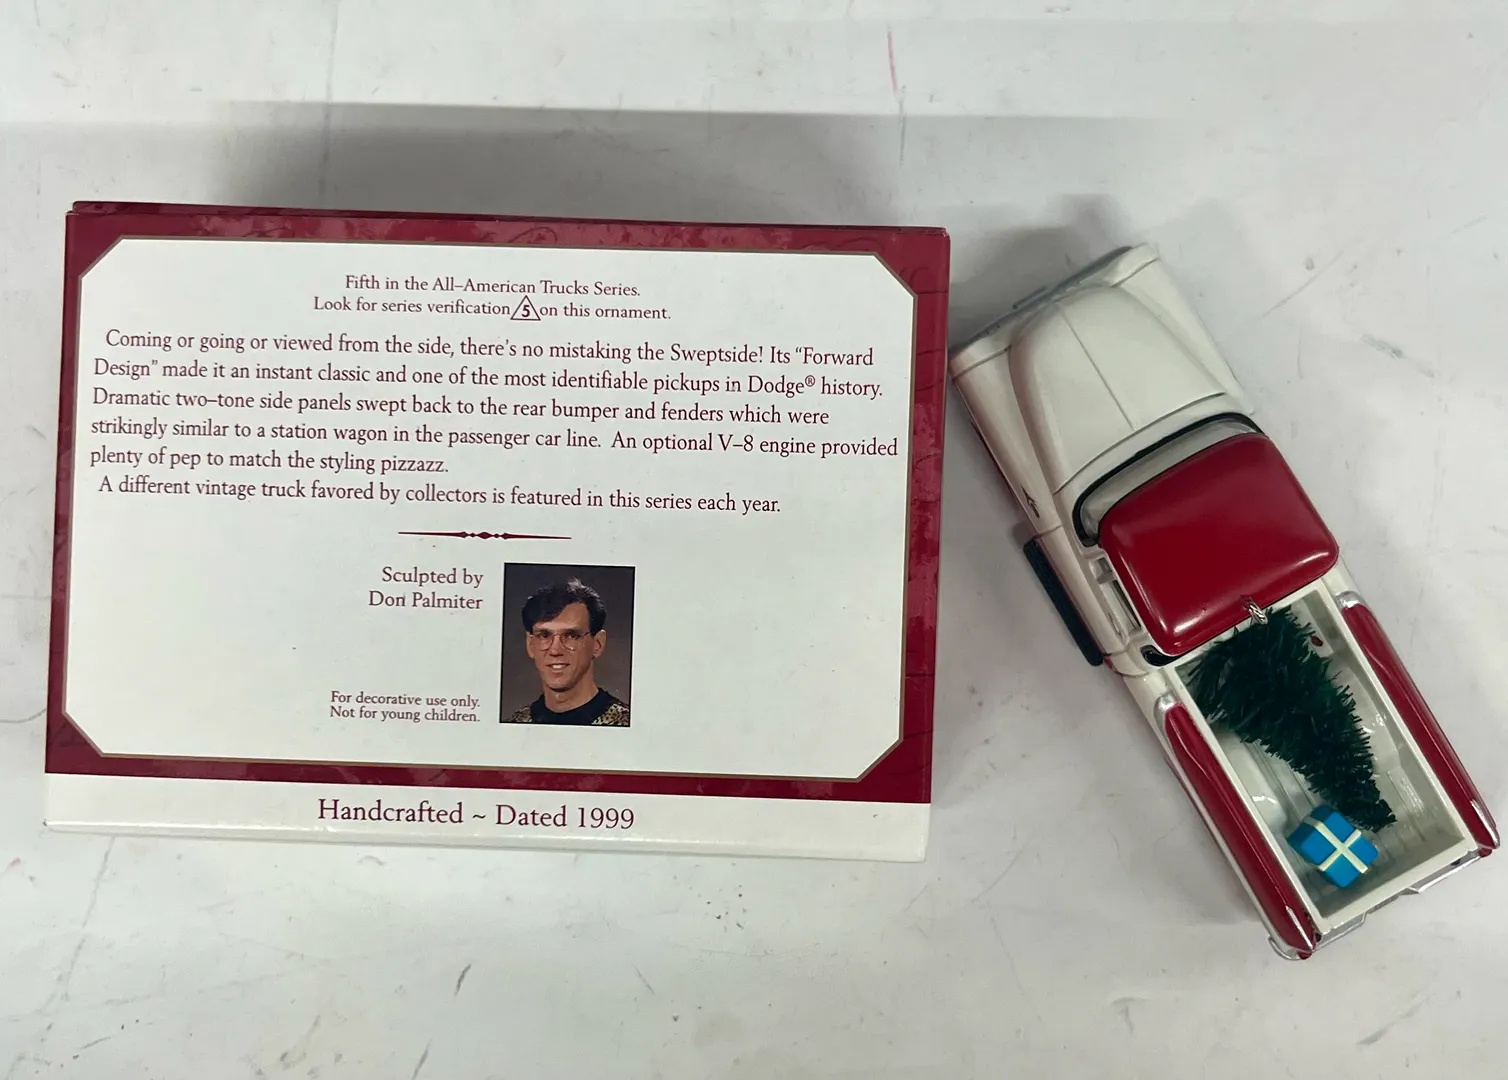 Fifth in the All–American Trucks Series.
Look for series verification 5 on this ornament.
Coming or going or viewed from the side, there's no mistaking the Sweptside! Its “Forward
Design” made it an instant classic and one of the most identifiable pickups in Dodge® history.
Dramatic two–tone side panels swept back to the rear bumper and fenders which were
strikingly similar to a station wagon in the passenger car line. An optional V–8 engine provided
plenty of pep to match the styling pizzazz.
A different vintage truck favored by collectors is featured in this series each year.
Sculpted by
Don Palmiter
For decorative use only.
Not for young children.
Handcrafted ~ Dated 1999